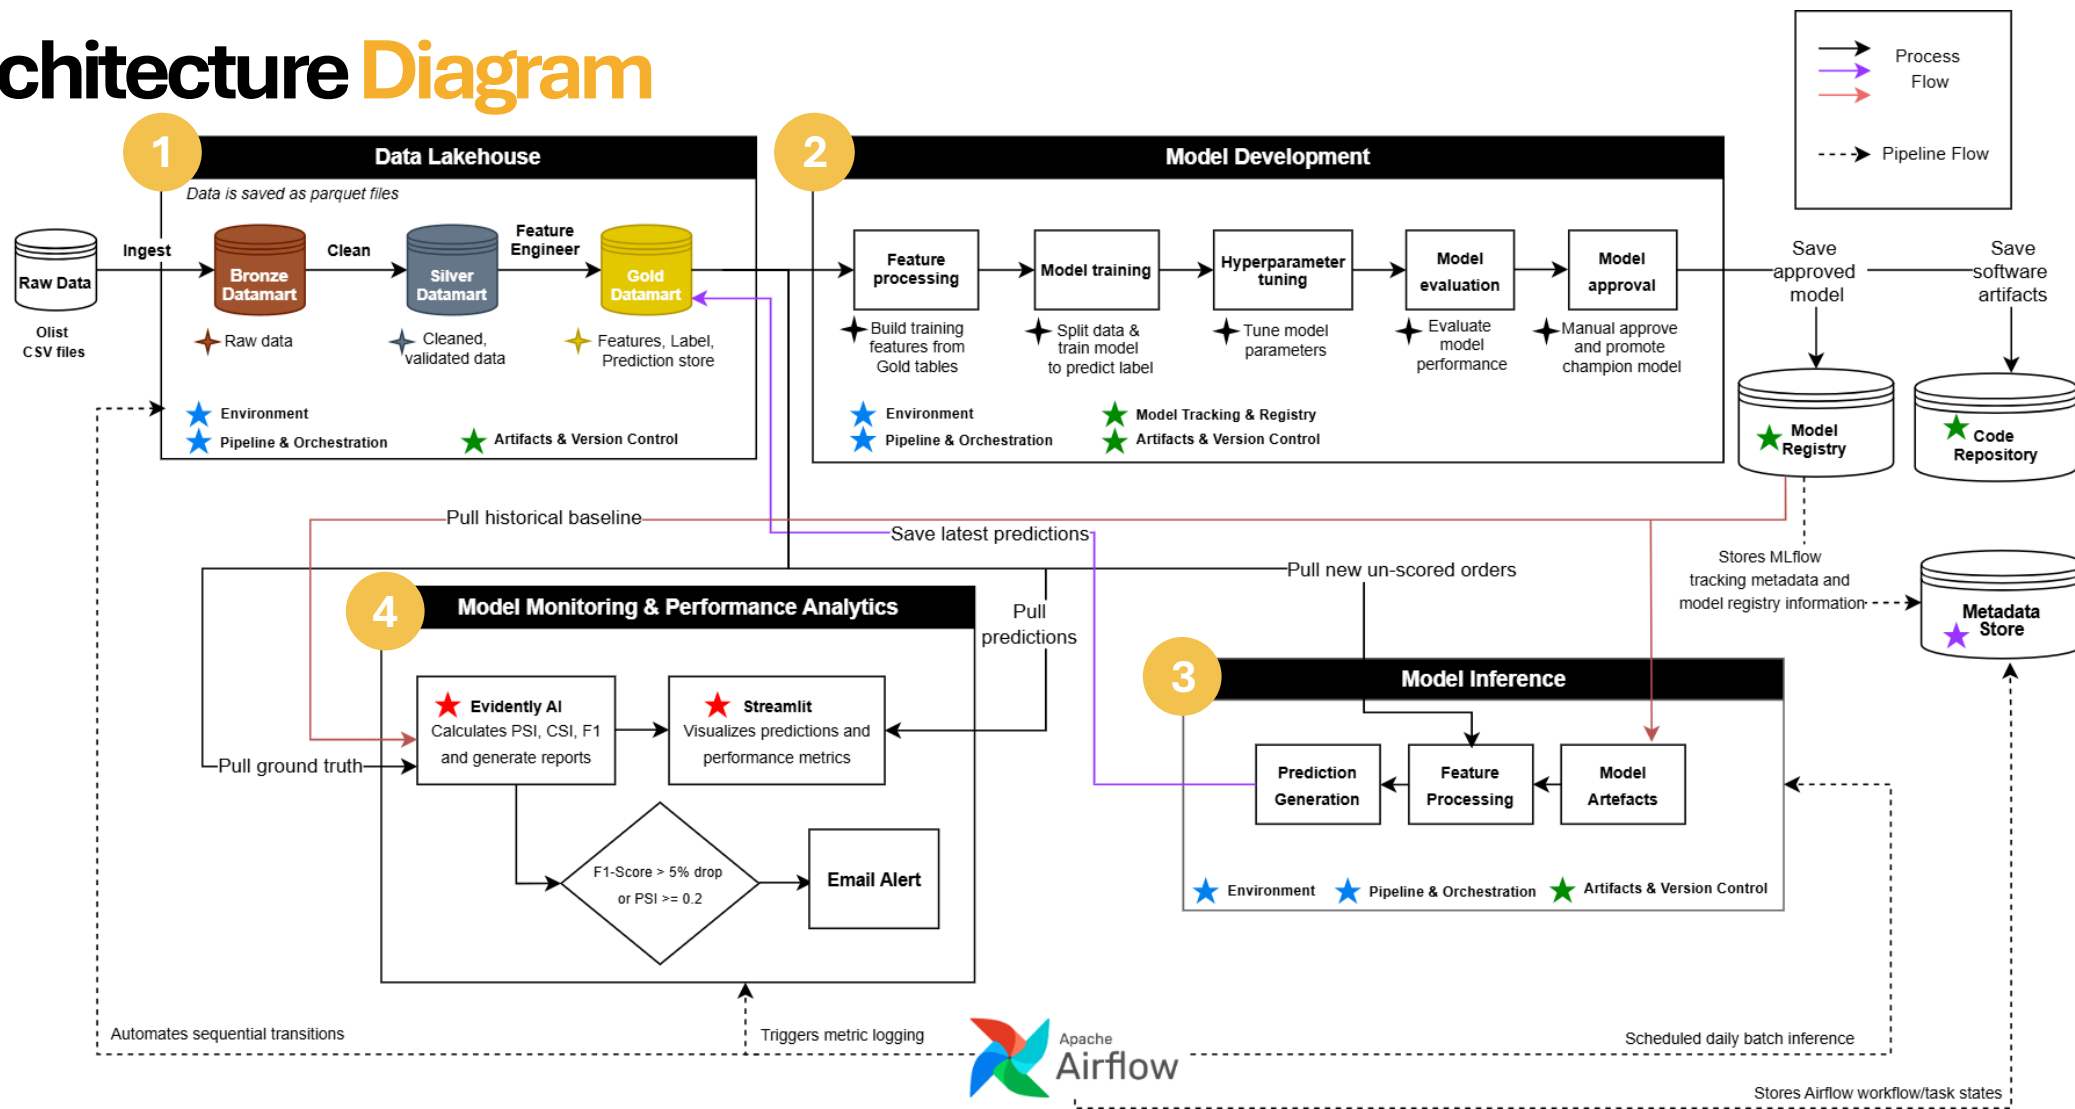 chitecture Diagram
Process
Flow
Pipeline Flow
1
Data Lakehouse
Data is saved as parquet files
Raw Data
Olist
CSV files
Ingest
Bronze
Datamart
Raw data
Clean
Silver
Datamart
Cleaned,
validated data
Feature
Engineer
Gold
Datamart
Features, Label,
Prediction store
Environment
Pipeline & Orchestration
Artifacts & Version Control
2
Model Development
Feature
processing
Build training
features from
Gold tables
Model training
Split data &
train model
to predict label
Hyperparameter
tuning
Tune model
parameters
Model
evaluation
Evaluate
model
performance
Model
approval
Manual approve
and promote
champion model
Environment
Pipeline & Orchestration
Model Tracking & Registry
Artifacts & Version Control
Save
approved
model
Save
software
artifacts
Model
Registry
Code
Repository
Pull historical baseline
Save latest predictions
Pull new un-scored orders
Stores MLflow
tracking metadata and
model registry information
Metadata
Store
4
Model Monitoring & Performance Analytics
Pull
predictions
Evidently AI
Calculates PSI, CSI, F1
and generate reports
Streamlit
Visualizes predictions and
performance metrics
Pull ground truth
F1-Score > 5% drop
or PSI >= 0.2
Email Alert
3
Model Inference
Prediction
Generation
Feature
Processing
Model
Artefacts
Environment
Pipeline & Orchestration
Artifacts & Version Control
Automates sequential transitions
Triggers metric logging
Apache
Airflow
Scheduled daily batch inference
Stores Airflow workflow/task states